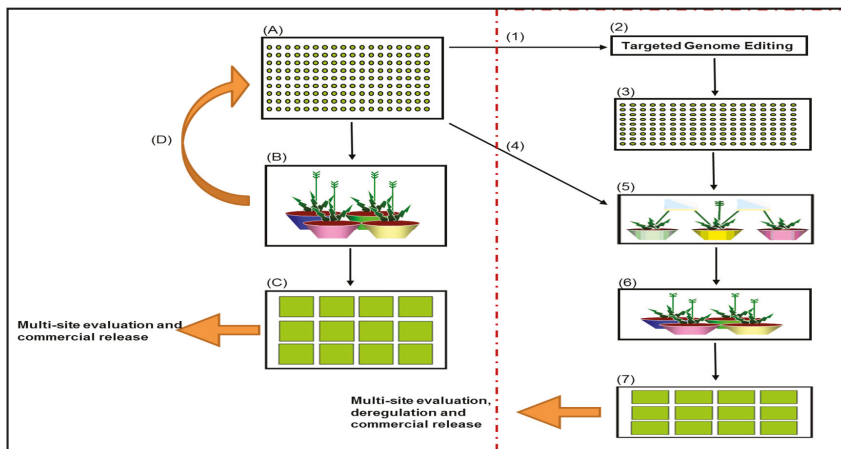 (A)
(1)
(2)
Targeted Genome Editing
(3)
(D)
(B)
(4)
(5)
(C)
(6)
Multi-site evaluation and
commercial release
(7)
Multi-site evaluation,
deregulation and
commercial release